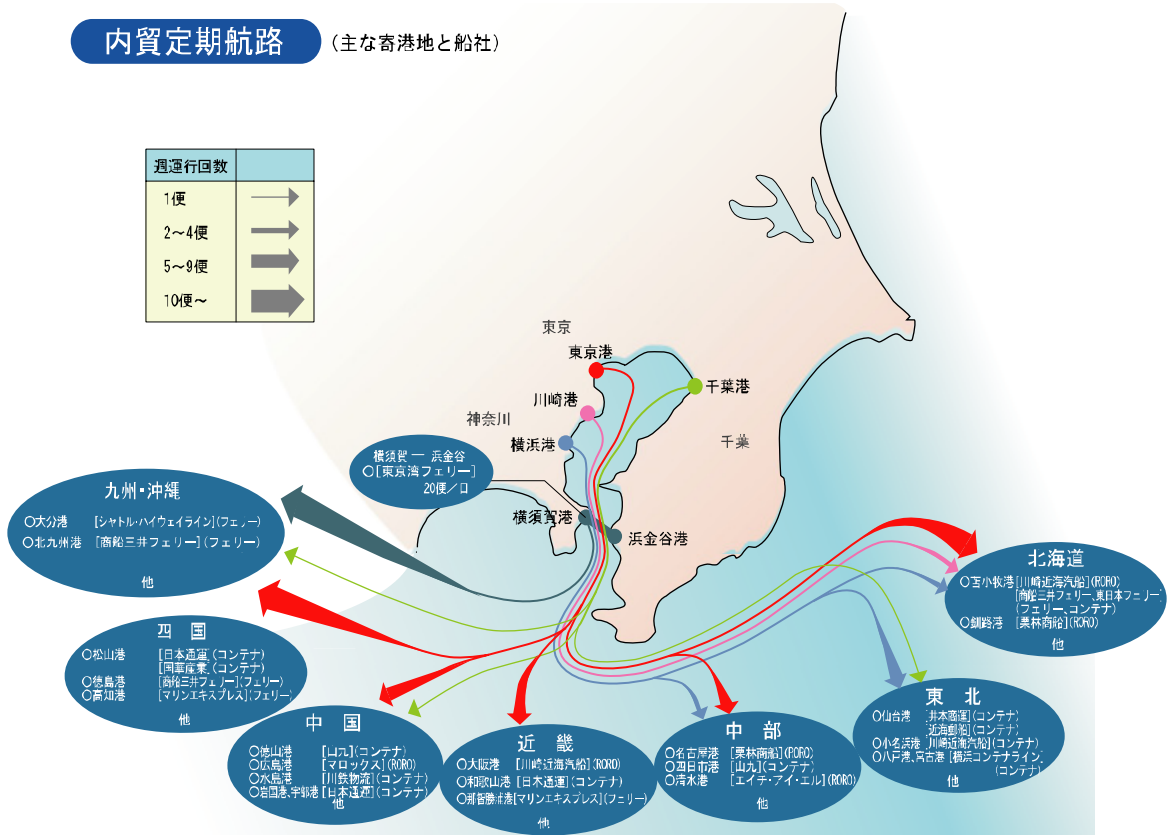 内貿定期航路
(主な寄港地と船社)
週運行回数
1便
2～4便
5～9便
10便～
東京
東京港
千葉港
川崎港
神奈川
横浜港
千葉
横須賀 ― 浜金谷
○[東京湾フェリー]
20便／日
横須賀港
浜金谷港
九州・沖縄
○大分港 [シャトル・ハイウェイライン](フェリー)
○北九州港 [商船三井フェリー](フェリー)
他
四 国
○松山港 [日本通運](コンテナ)
[国華産業](コンテナ)
○徳島港 [商船三井フェリー](フェリー)
○高知港 [マリンエキスプレス](フェリー)
他
中 国
○徳山港 [山九](コンテナ)
○広島港 [マロックス](RORO)
○水島港 [川鉄物流](コンテナ)
○岩国港、宇部港 [日本通運](コンテナ)
他
近 畿
○大阪港 [川崎近海汽船](RORO)
○和歌山港 [日本通運](コンテナ)
○那智勝浦港[マリンエキスプレス](フェリー)
他
中 部
○名古屋港 [栗林商船](RORO)
○四日市港 [山九](コンテナ)
○清水港 [エイチ・アイ・エル](RORO)
他
東 北
○仙台港 [井本商運](コンテナ)
[近海郵船](コンテナ)
○小名浜港 [川崎近海汽船](コンテナ)
○八戸港、宮古港 [横浜コンテナライン]
(コンテナ)
他
北海道
○苫小牧港[川崎近海汽船](RORO)
[商船三井フェリー、東日本フェリー]
(フェリー、コンテナ)
○釧路港 [栗林商船](RORO)
他